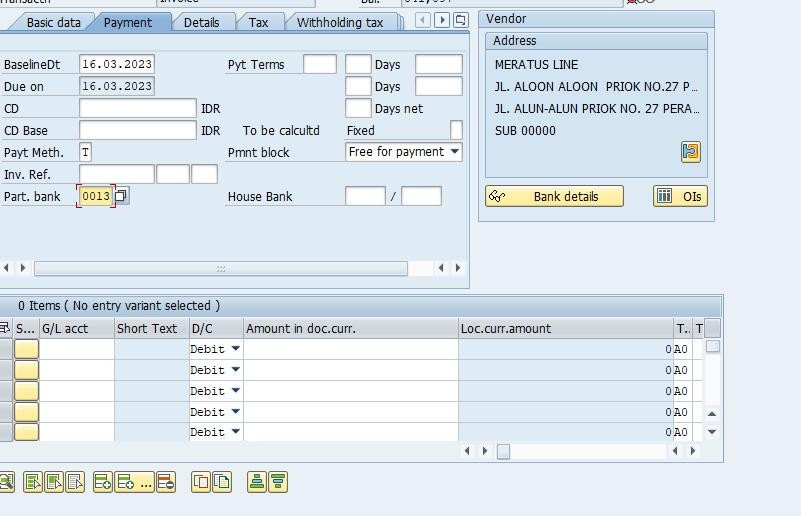 Invoice
Basic data Payment Details Tax Withholding tax
BaselineDt 16.03.2023 Pyt Terms Days
Due on 16.03.2023 Days
CD IDR Days net
CD Base IDR To be calcultd Fixed
Payt Meth. T Pmnt block Free for payment
Inv. Ref.
Part. bank 0013 House Bank /
Vendor
Address
MERATUS LINE
JL. ALOON ALOON PRIOK NO.27 P...
JL. ALUN-ALUN PRIOK NO. 27 PERA...
SUB 00000
Bank details OIs
0 Items ( No entry variant selected )
S... G/L acct Short Text D/C Amount in doc.curr. Loc.curr.amount T.. T
Debit 0 A0
Debit 0 A0
Debit 0 A0
Debit 0 A0
Debit 0 A0
...